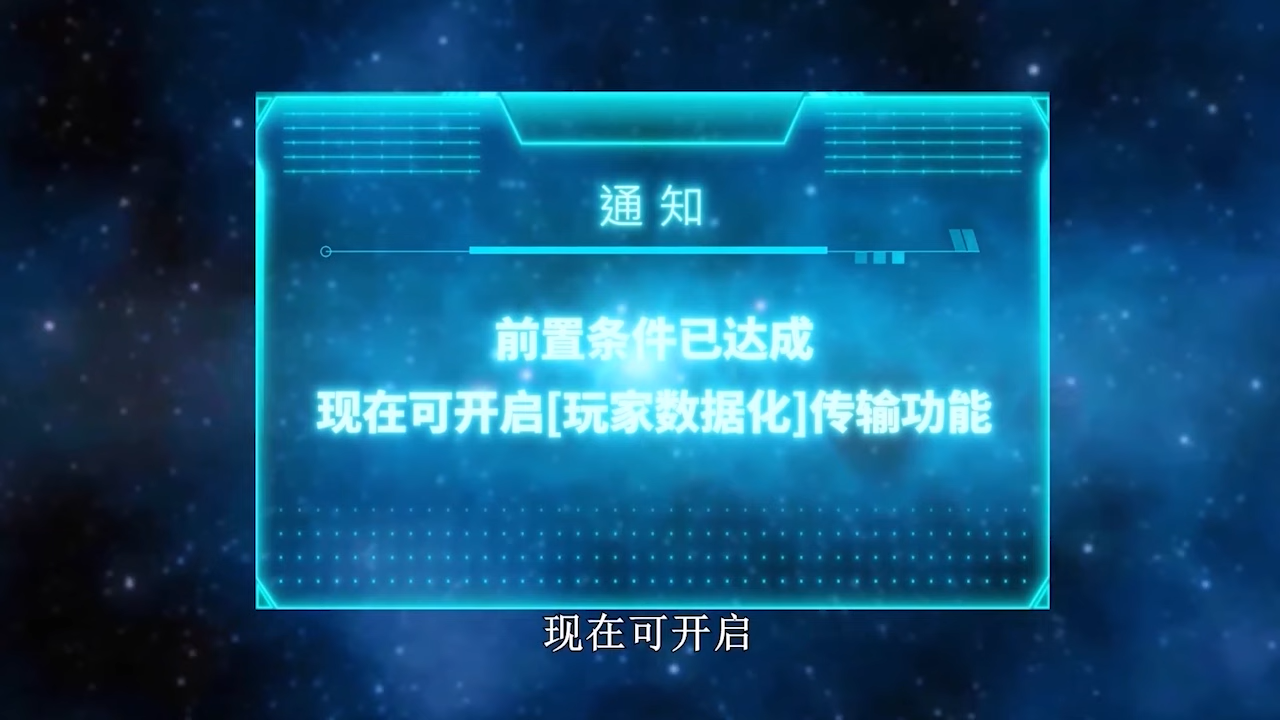 通知
前置条件已达成
现在可开启[玩家数据化]传输功能
现在可开启